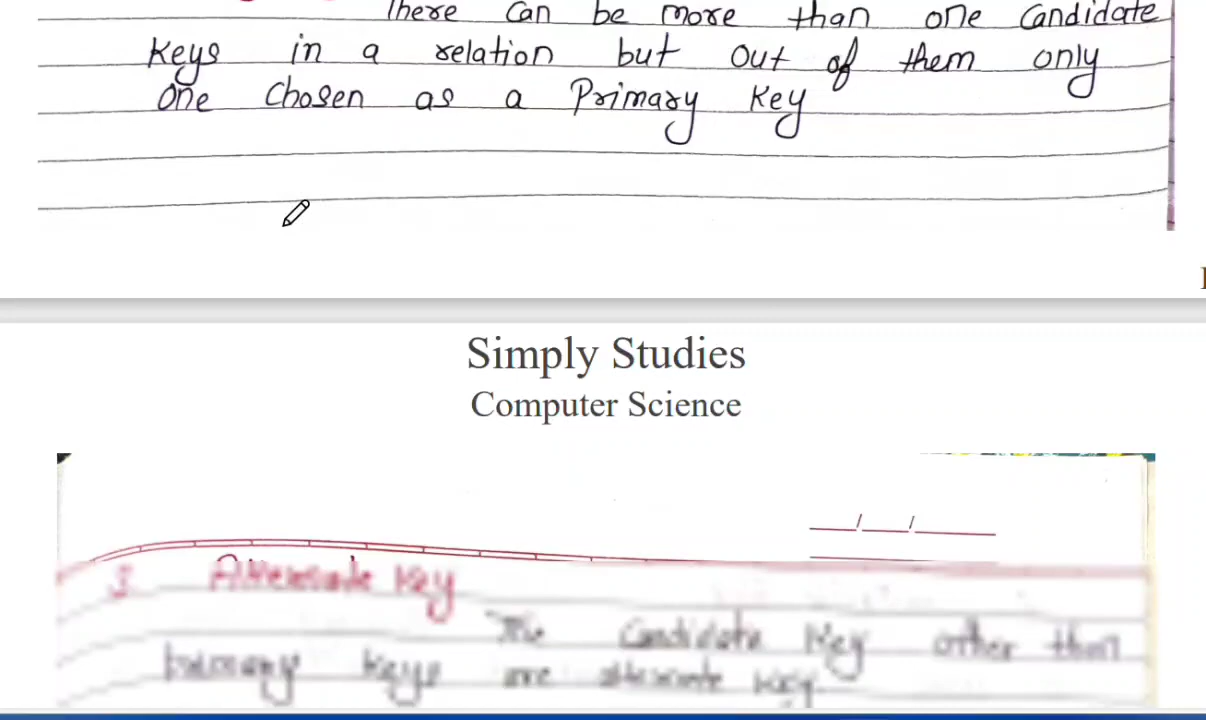 There can be more than one Candidate
Keys in a relation but out of them only
one chosen as a Primary Key
Simply Studies
Computer Science
3. Alternate Key
The Candidate Key other than
primary keys are alternate key.